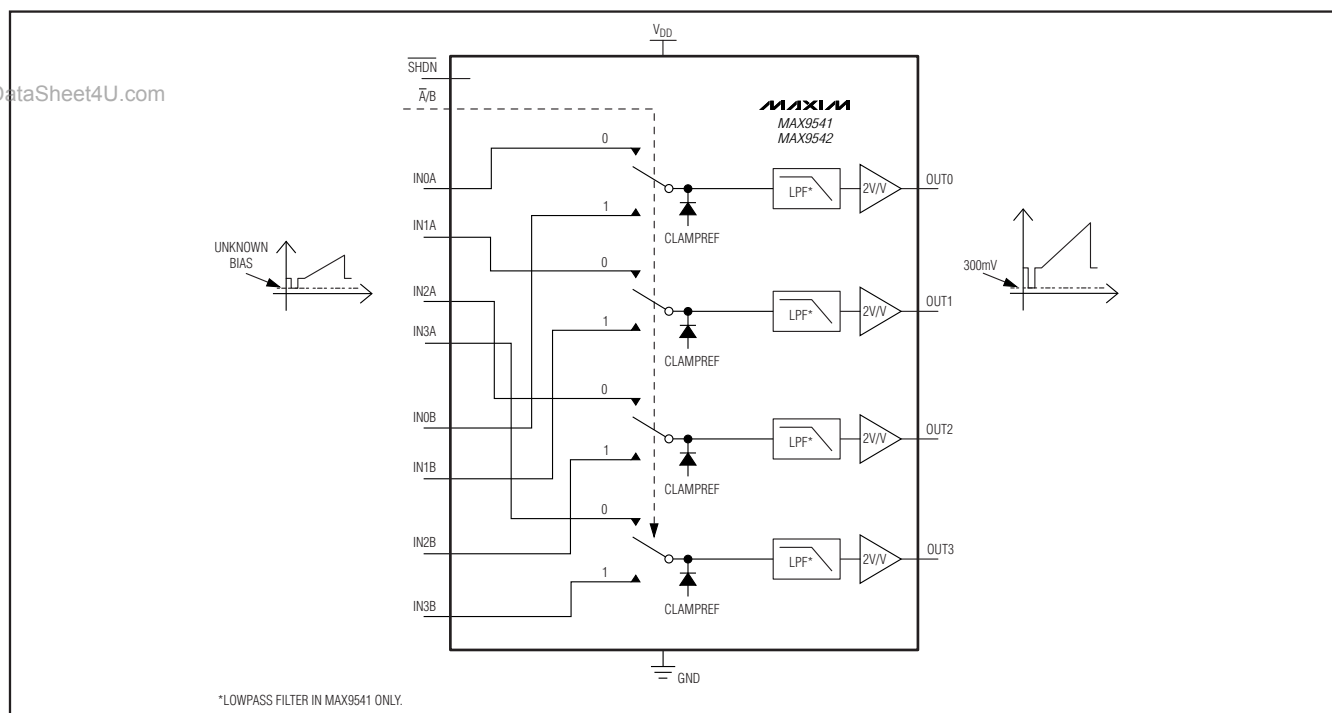 VDD
SHDN
DataSheet4U.com
A/B
MAXIM
MAX9541
MAX9542
0
IN0A
LPF*
2V/V
OUT0
1
CLAMPREF
IN1A
UNKNOWN
BIAS
0
300mV
IN2A
LPF*
2V/V
OUT1
IN3A
1
CLAMPREF
0
IN0B
LPF*
2V/V
OUT2
1
IN1B
CLAMPREF
0
IN2B
LPF*
2V/V
OUT3
1
IN3B
CLAMPREF
GND
*LOWPASS FILTER IN MAX9541 ONLY.